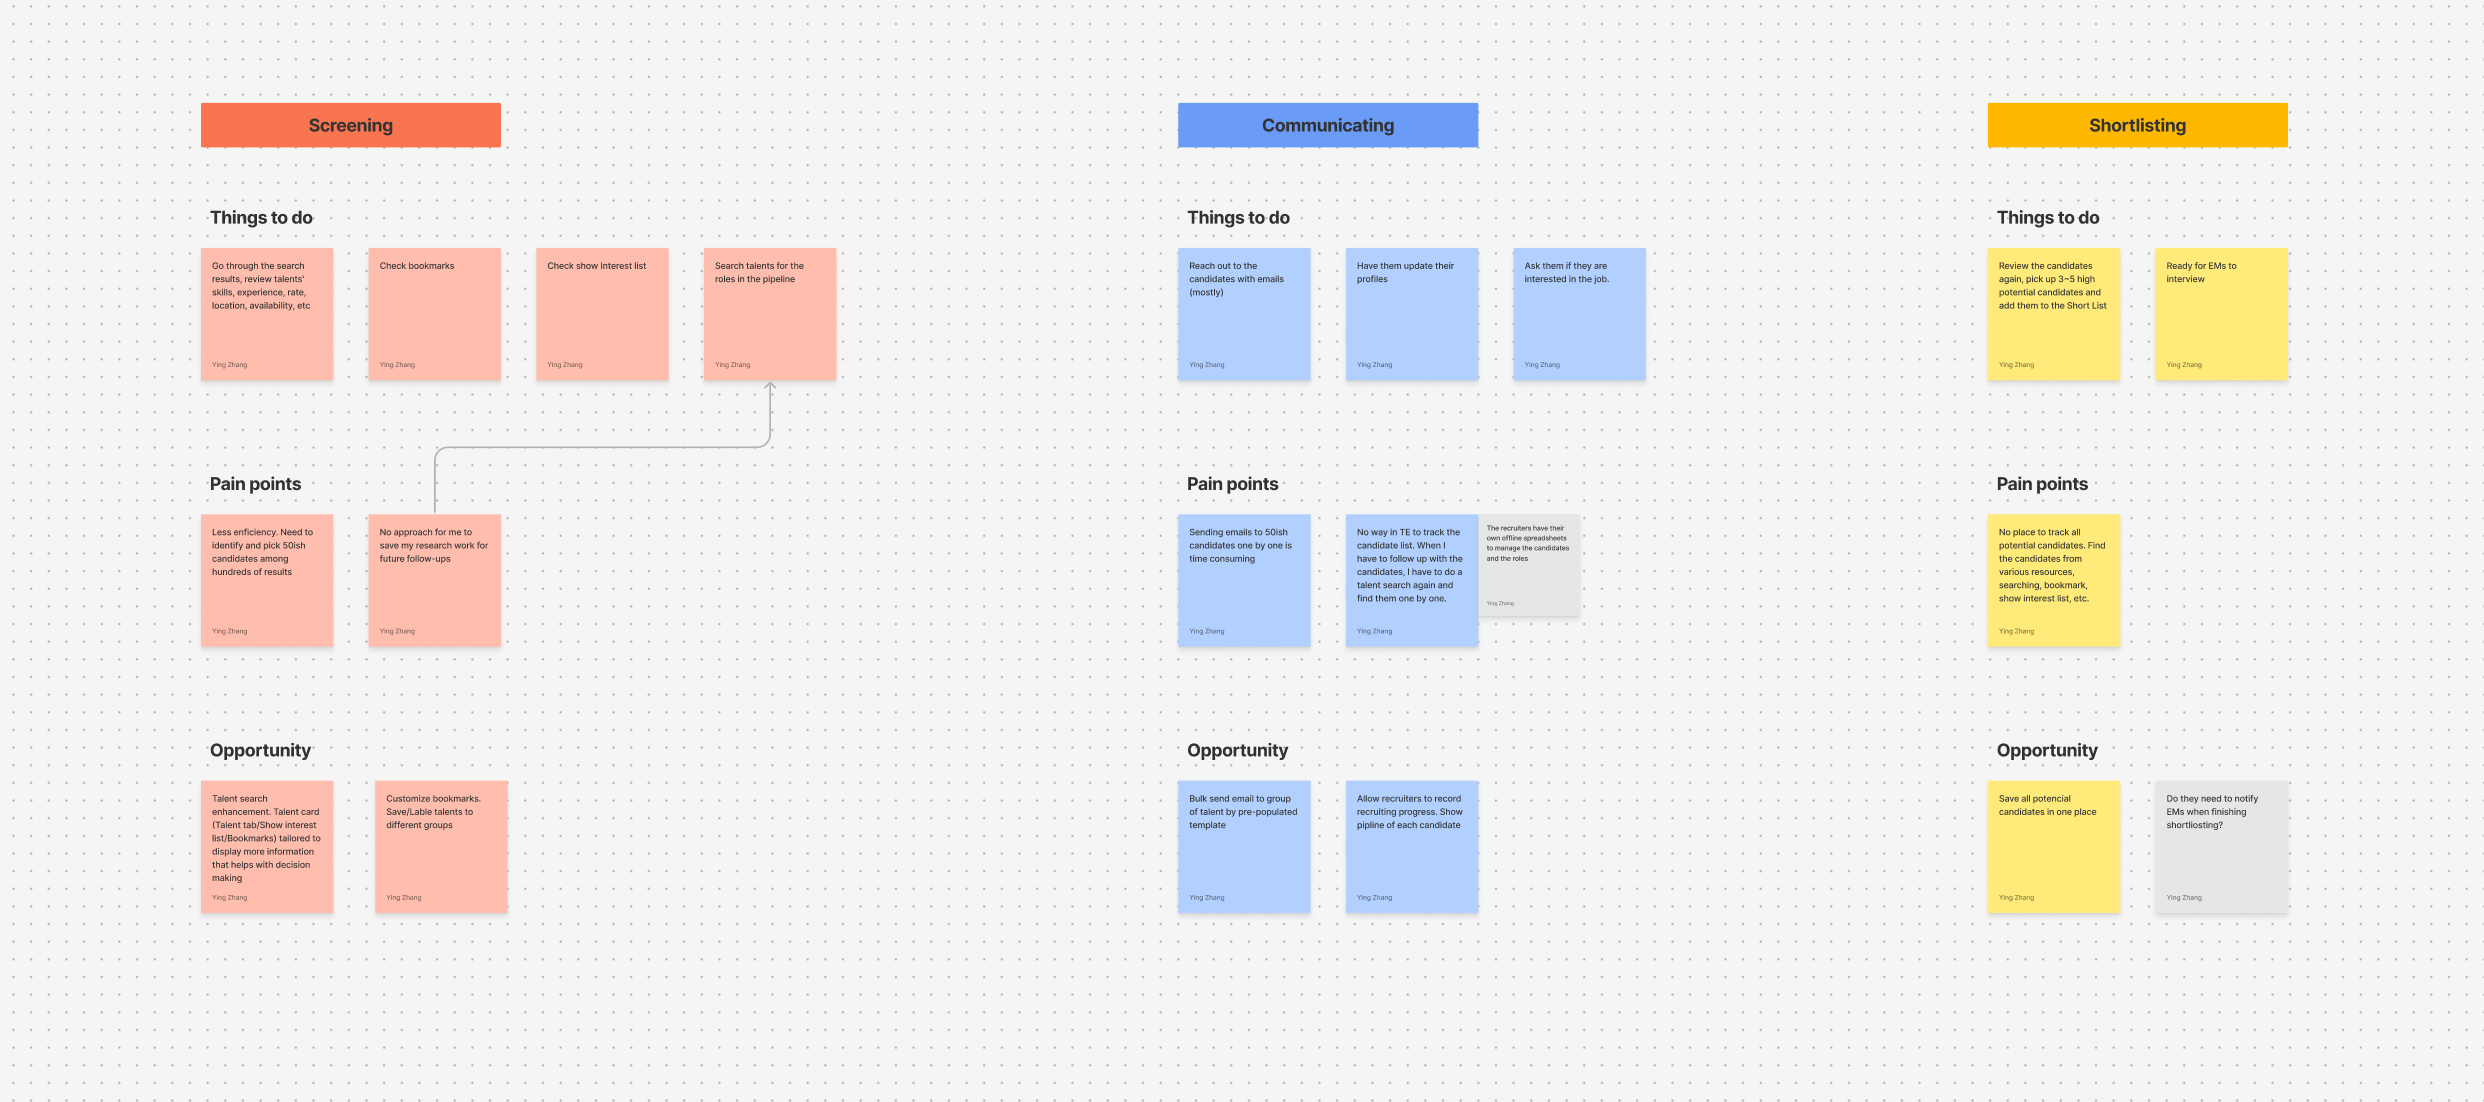 Screening
Things to do
Go through the search
results, review talents'
skills, experience, rate,
location, availability, etc
Ying Zhang
Check bookmarks
Ying Zhang
Check show Interest list
Ying Zhang
Search talents for the
roles in the pipeline
Ying Zhang
Pain points
Less enficiency. Need to
identify and pick 50ish
candidates among
hundreds of results
Ying Zhang
No approach for me to
save my research work for
future follow-ups
Ying Zhang
Opportunity
Talent search
enhancement. Talent card
(Talent tab/Show interest
list/Bookmarks) tailored to
display more information
that helps with decision
making
Ying Zhang
Customize bookmarks.
Save/Lable talents to
different groups
Ying Zhang
Communicating
Things to do
Reach out to the
candidates with emails
(mostly)
Ying Zhang
Have them update their
profiles
Ying Zhang
Ask them if they are
interested in the job.
Ying Zhang
Pain points
Sending emails to 50ish
candidates one by one is
time consuming
Ying Zhang
No way in TE to track the
candidate list. When I
have to follow up with the
candidates, I have to do a
talent search again and
find them one by one.
Ying Zhang
The recruiters have their
own offline spreadsheets
to manage the candidates
and the roles
Ying Zhang
Opportunity
Bulk send email to group
of talent by pre-populated
template
Ying Zhang
Allow recruiters to record
recruiting progress. Show
pipline of each candidate
Ying Zhang
Shortlisting
Things to do
Review the candidates
again, pick up 3~5 high
potential candidates and
add them to the Short List
Ying Zhang
Ready for EMs to
interview
Ying Zhang
Pain points
No place to track all
potential candidates. Find
the candidates from
various resources,
searching, bookmark,
show interest list, etc.
Ying Zhang
Opportunity
Save all potencial
candidates in one place
Ying Zhang
Do they need to notify
EMs when finishing
shortliosting?
Ying Zhang